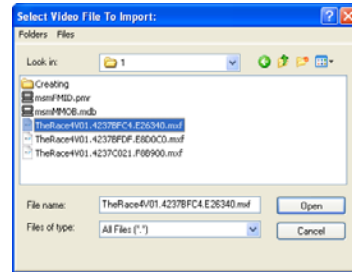 Select Video File To Import:
Folders Files
Look in: 1
Creating
msmFMID.pmr
msmMMOB.mdb
TheRace4V01.4237BFC4.E26340.mxf
TheRace4V01.4237BFDF.E8D0C0.mxf
TheRace4V01.4237C021.F0B900.mxf
File name: TheRace4V01.4237BFC4.E26340.mxf Open
Files of type: All Files (*.*) Cancel